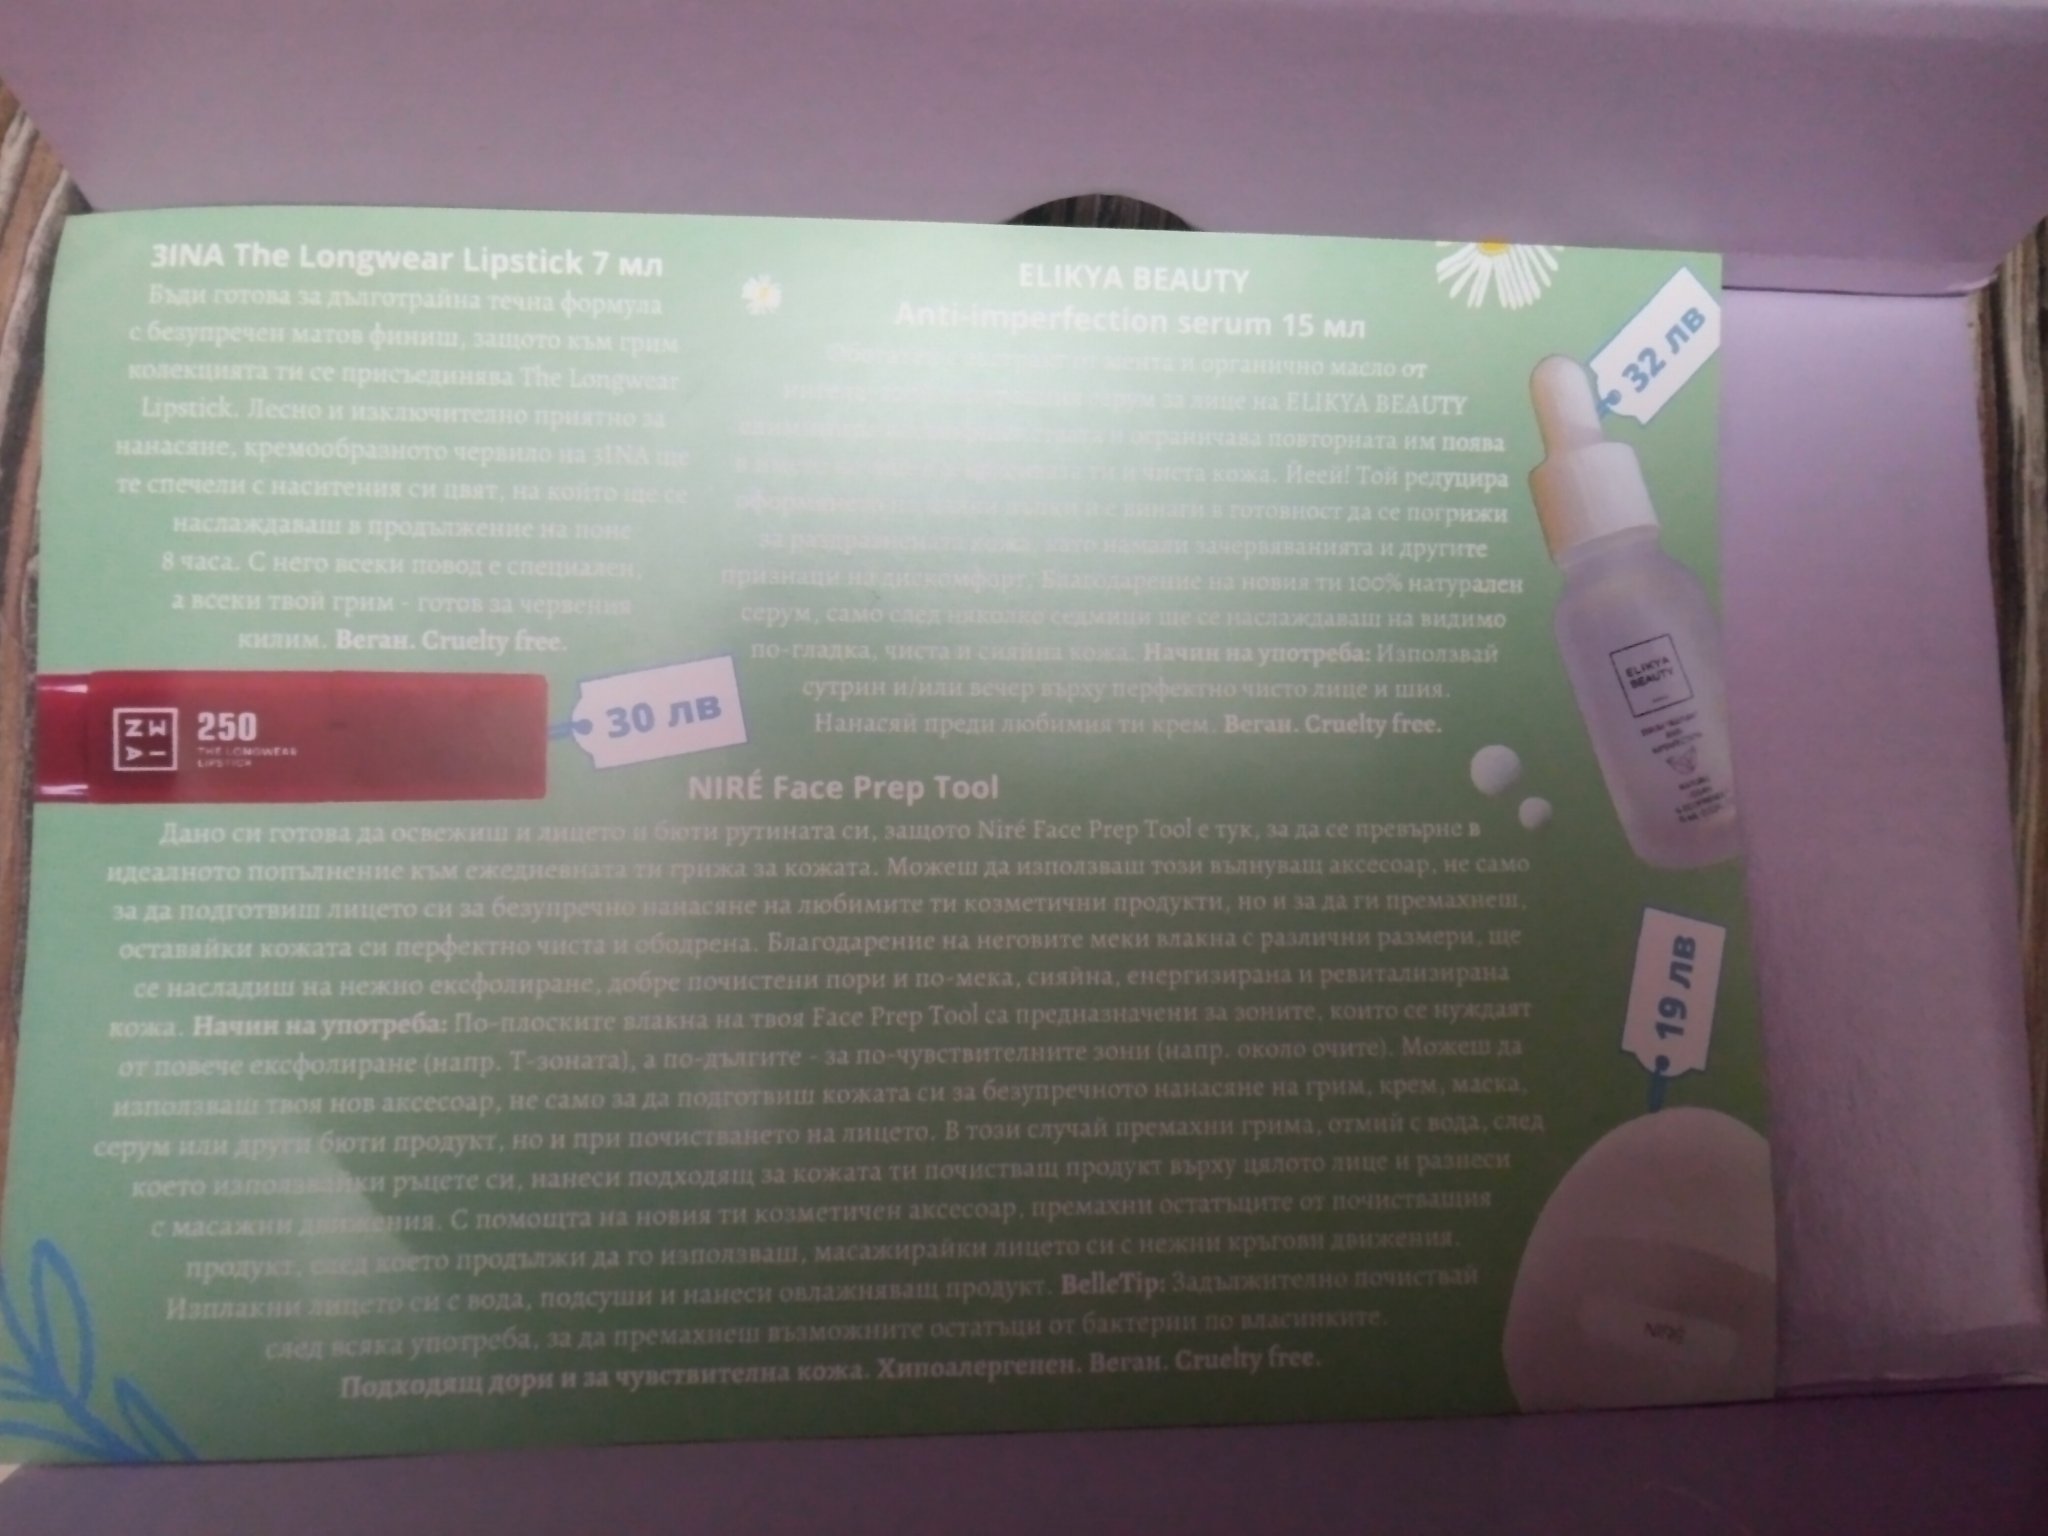 3INA The Longwear Lipstick 7 мл
Бъди готова за дълготрайна течна формула
с безупречен матов финиш, защото към грим
колекцията ти се присъединява The Longwear
Lipstick. Лесно и изключително приятно за
нанасяне, кремообразното червило на 3INA ще
те спечели с наситения си цвят, на който ще се
наслаждаваш в продължение на поне
8 часа. С него всеки повод е специален,
а всеки твой грим - готов за червения
килим. Веган. Cruelty free.
3INA
250
THE LONGWEAR
LIPSTICK
30 лв
ELIKYA BEAUTY
Anti-imperfection serum 15 мл
мента и органично масло от
серум за лице на ELIKYA BEAUTY
и ограничава повторната им поява
ти и чиста кожа. Йеей! Той редуцира
оформянето на и е винаги в готовност да се погрижи
за раздразнената кожа, като намали зачервяванията и другите
признаци на дискомфорт. Благодарение на новия ти 100% натурален
серум, само след няколко седмици ще се наслаждаваш на видимо
по-гладка, чиста и сияйна кожа. Начин на употреба: Използвай
сутрин и/или вечер върху перфектно чисто лице и шия.
Нанасяй преди любимия ти крем. Веган. Cruelty free.
32 лв
ELIKYA
BEAUTY
NIRÉ Face Prep Tool
Дано си готова да освежиш и лицето и бюти рутината си, защото Niré Face Prep Tool е тук, за да се превърне в
идеалното попълнение към ежедневната ти грижа за кожата. Можеш да използваш този вълнуващ аксесоар, не само
за да подготвиш лицето си за безупречно нанасяне на любимите ти козметични продукти, но и за да ги премахнеш,
оставяйки кожата си перфектно чиста и ободрена. Благодарение на неговите меки влакна с различни размери, ще
се насладиш на нежно ексфолиране, добре почистени пори и по-мека, сияйна, енергизирана и ревитализирана
кожа. Начин на употреба: По-плоските влакна на твоя Face Prep Tool са предназначени за зоните, които се нуждаят
от повече ексфолиране (напр. Т-зоната), а по-дългите - за по-чувствителните зони (напр. около очите). Можеш да
използваш твоя нов аксесоар, не само за да подготвиш кожата си за безупречното нанасяне на грим, крем, маска,
серум или други бюти продукт, но и при почистването на лицето. В този случай премахни грима, отмий с вода, след
което използвайки ръцете си, нанеси подходящ за кожата ти почистващ продукт върху цялото лице и разнеси
с масажни движения. С помощта на новия ти козметичен аксесоар, премахни остатъците от почистващия
продукт, след което продължи да го използваш, масажирайки лицето си с нежни кръгови движения.
Изплакни лицето си с вода, подсуши и нанеси овлажняващ продукт. BelleTip: Задължително почиствай
след всяка употреба, за да премахнеш възможните остатъци от бактерии по власинките.
Подходящ дори и за чувствителна кожа. Хипоалергенен. Веган. Cruelty free.
19 лв
NIRÉ